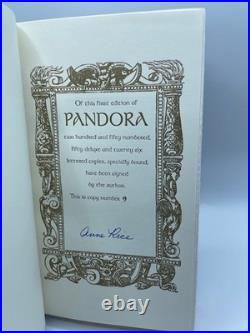 Of this first edition of
PANDORA
two hundred and fifty numbered,
fifty deluxe and twenty six
lettered copies, specially bound,
have been signed
by the author.
This is copy number 9
Anne Rice